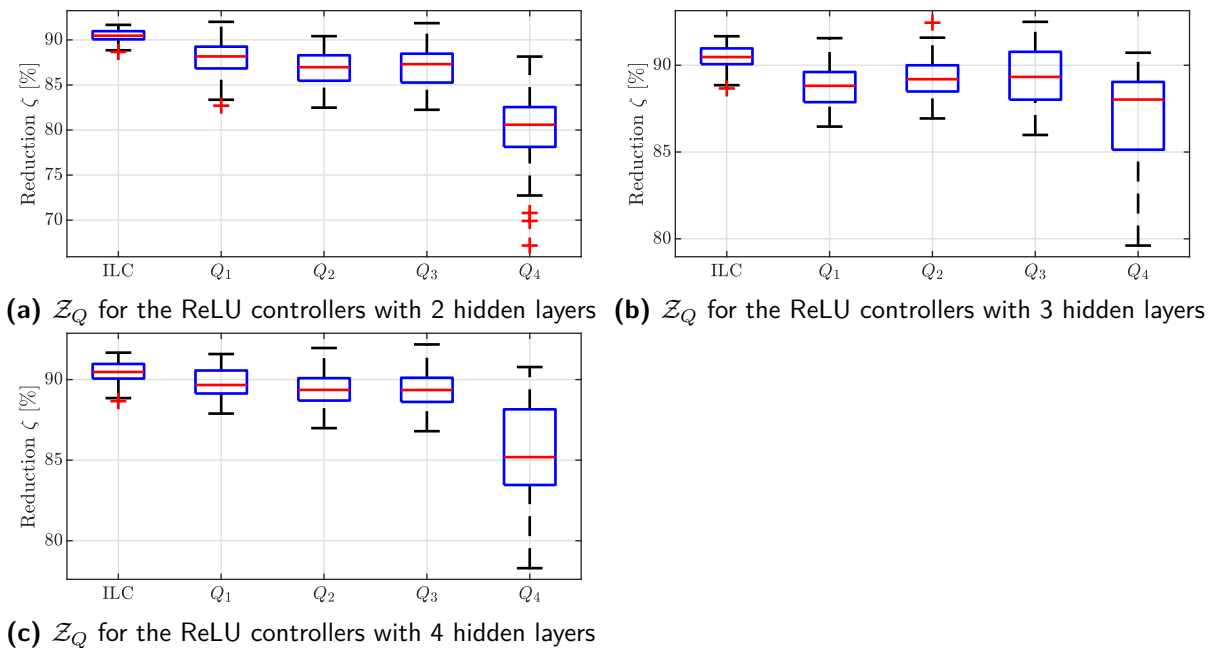 Reduction ζ [%]
90
85
80
75
70
ILC Q1 Q2 Q3 Q4
(a) 𝒵Q for the ReLU controllers with 2 hidden layers
Reduction ζ [%]
90
85
80
ILC Q1 Q2 Q3 Q4
(b) 𝒵Q for the ReLU controllers with 3 hidden layers
Reduction ζ [%]
90
85
80
ILC Q1 Q2 Q3 Q4
(c) 𝒵Q for the ReLU controllers with 4 hidden layers